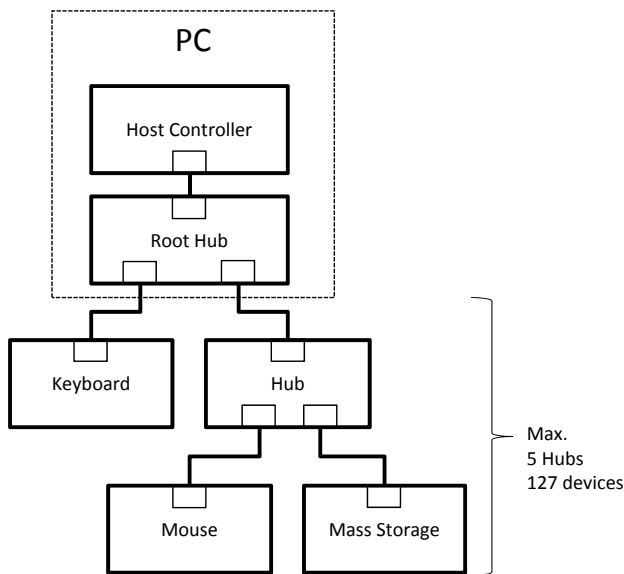 PC
Host Controller
Root Hub
Keyboard
Hub
Mouse
Mass Storage
Max.
5 Hubs
127 devices